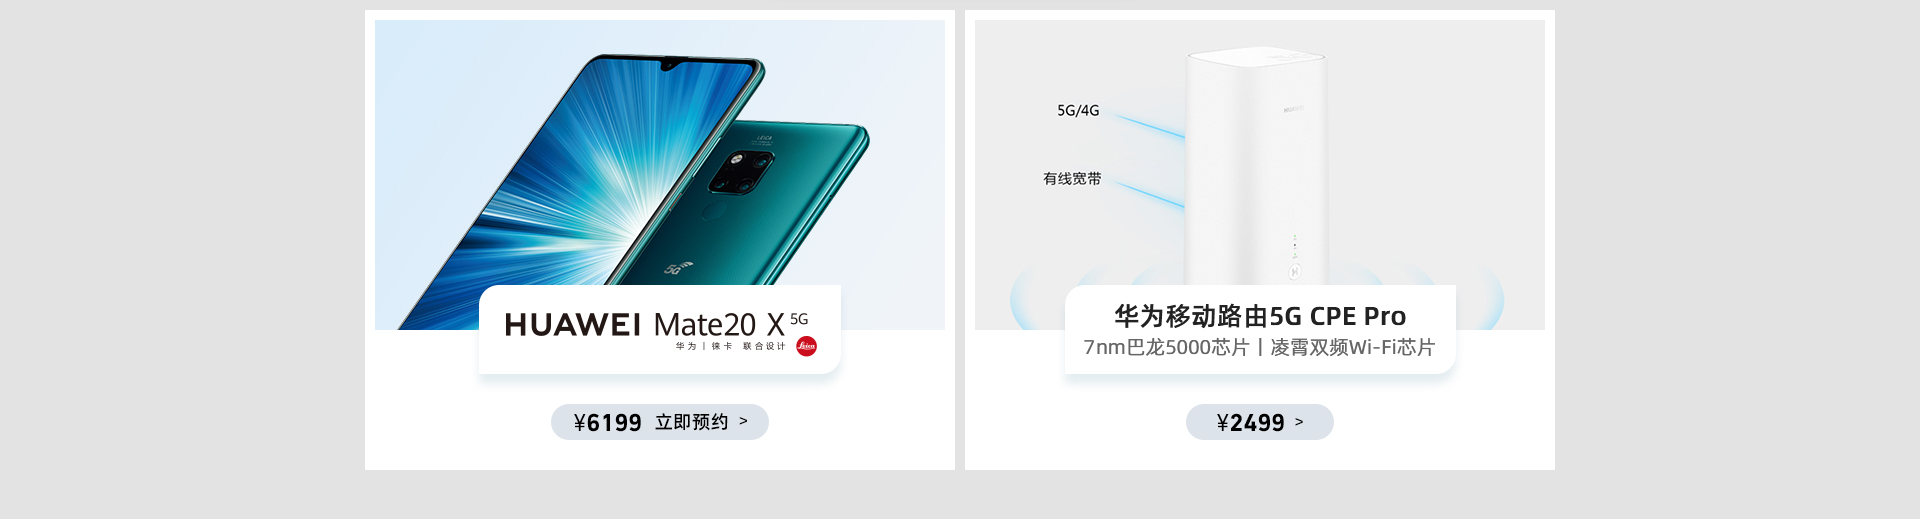 LEICA
5G
HUAWEI Mate20 X 5G
华为 | 徕卡 联合设计
Leica
¥6199 立即预约 >
5G/4G
HUAWEI
有线宽带
华为移动路由5G CPE Pro
7nm巴龙5000芯片 | 凌霄双频Wi-Fi芯片
¥2499 >